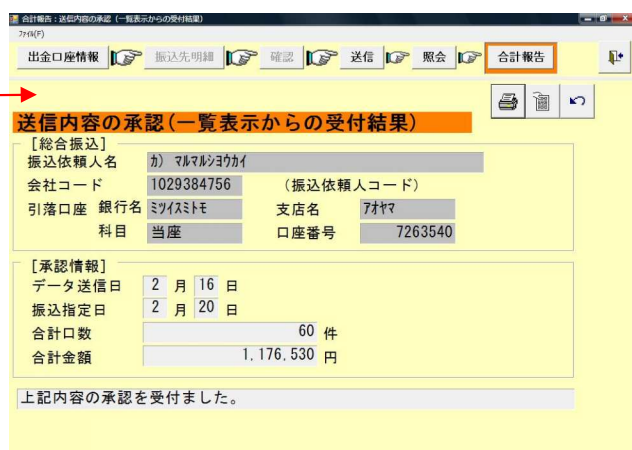 合計報告：送信内容の承認（一覧表示からの受付結果）
ファイル(F)
出金口座情報 振込先明細 確認 送信 照会 合計報告
送信内容の承認(一覧表示からの受付結果)
[総合振込]
振込依頼人名 カ）マルマルシヨウカイ
会社コード 1029384756 （振込依頼人コード）
引落口座 銀行名 ミツイスミトモ 支店名 アオヤマ
科目 当座 口座番号 7263540
[承認情報]
データ送信日 2 月 16 日
振込指定日 2 月 20 日
合計口数 60 件
合計金額 1,176,530 円
上記内容の承認を受付ました。